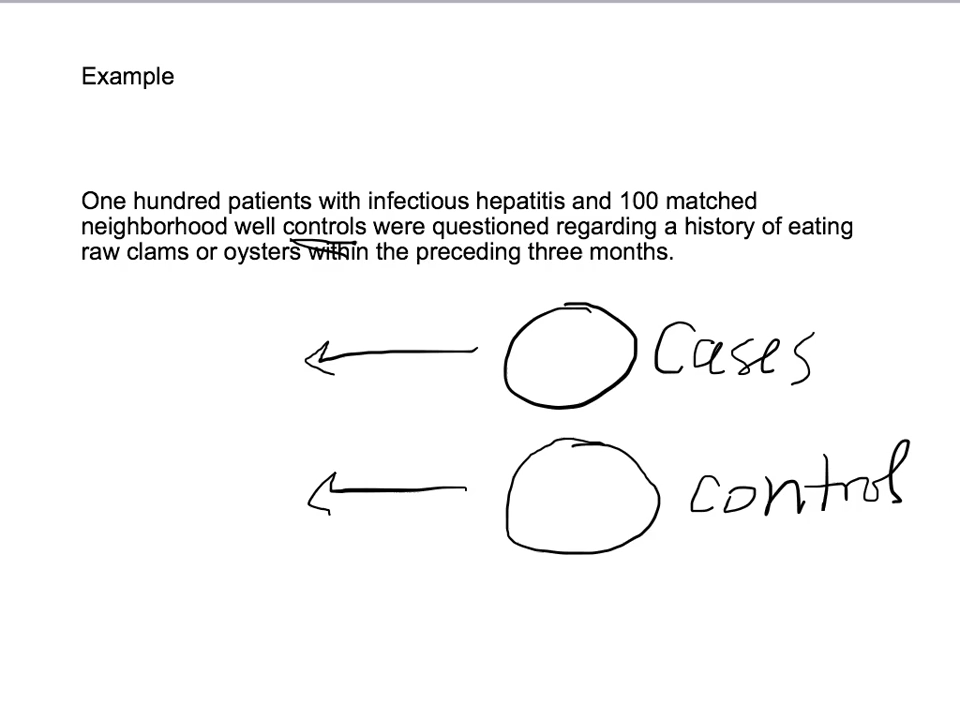 Example
One hundred patients with infectious hepatitis and 100 matched
neighborhood well controls were questioned regarding a history of eating
raw clams or oysters within the preceding three months.
Cases
control